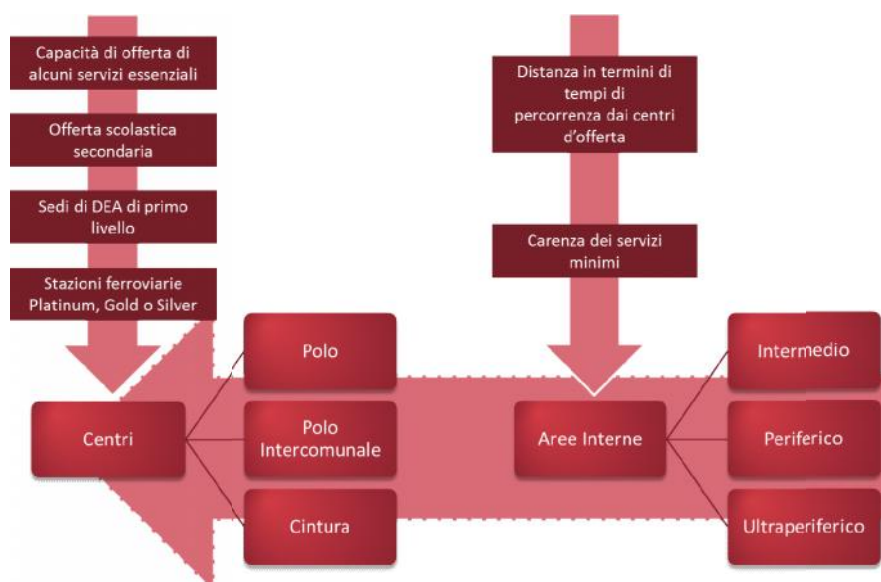 Capacità di offerta di
alcuni servizi essenziali
Offerta scolastica
secondaria
Sedi di DEA di primo
livello
Stazioni ferroviarie
Platinum, Gold o Silver
Distanza in termini di
tempi di
percorrenza dai centri
d'offerta
Carenza dei servizi
minimi
Centri
Polo
Polo
Intercomunale
Cintura
Aree Interne
Intermedio
Periferico
Ultraperiferico